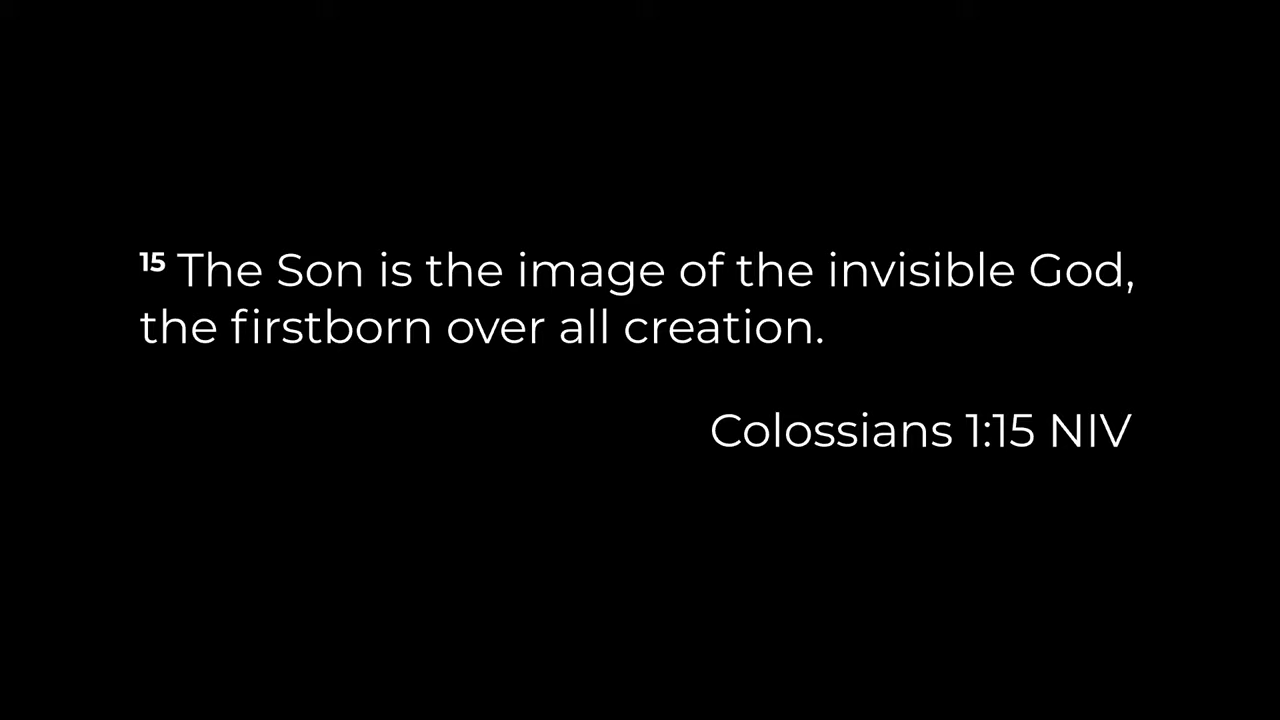 15 The Son is the image of the invisible God,
the firstborn over all creation.
Colossians 1:15 NIV